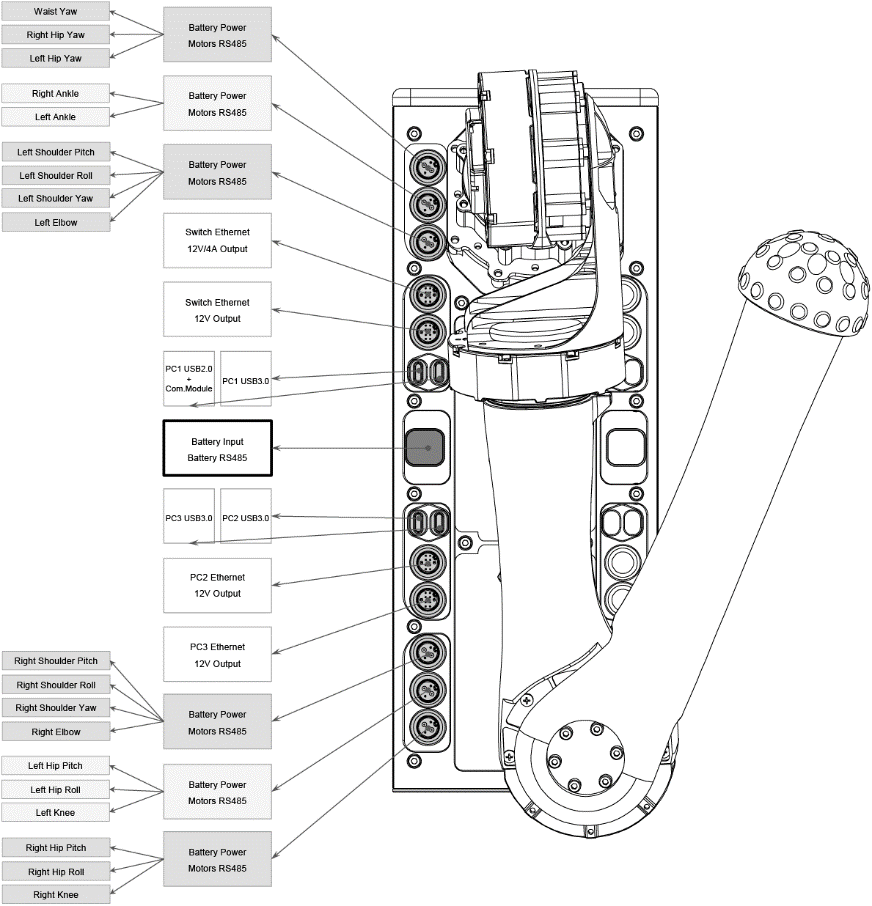 Waist Yaw
Right Hip Yaw
Left Hip Yaw
Battery Power
Motors RS485
Right Ankle
Left Ankle
Battery Power
Motors RS485
Left Shoulder Pitch
Left Shoulder Roll
Left Shoulder Yaw
Left Elbow
Battery Power
Motors RS485
Switch Ethernet
12V/4A Output
Switch Ethernet
12V Output
PC1 USB2.0
+
Com.Module
PC1 USB3.0
Battery Input
Battery RS485
PC3 USB3.0
PC2 USB3.0
PC2 Ethernet
12V Output
PC3 Ethernet
12V Output
Right Shoulder Pitch
Right Shoulder Roll
Right Shoulder Yaw
Right Elbow
Battery Power
Motors RS485
Left Hip Pitch
Left Hip Roll
Left Knee
Battery Power
Motors RS485
Right Hip Pitch
Right Hip Roll
Right Knee
Battery Power
Motors RS485